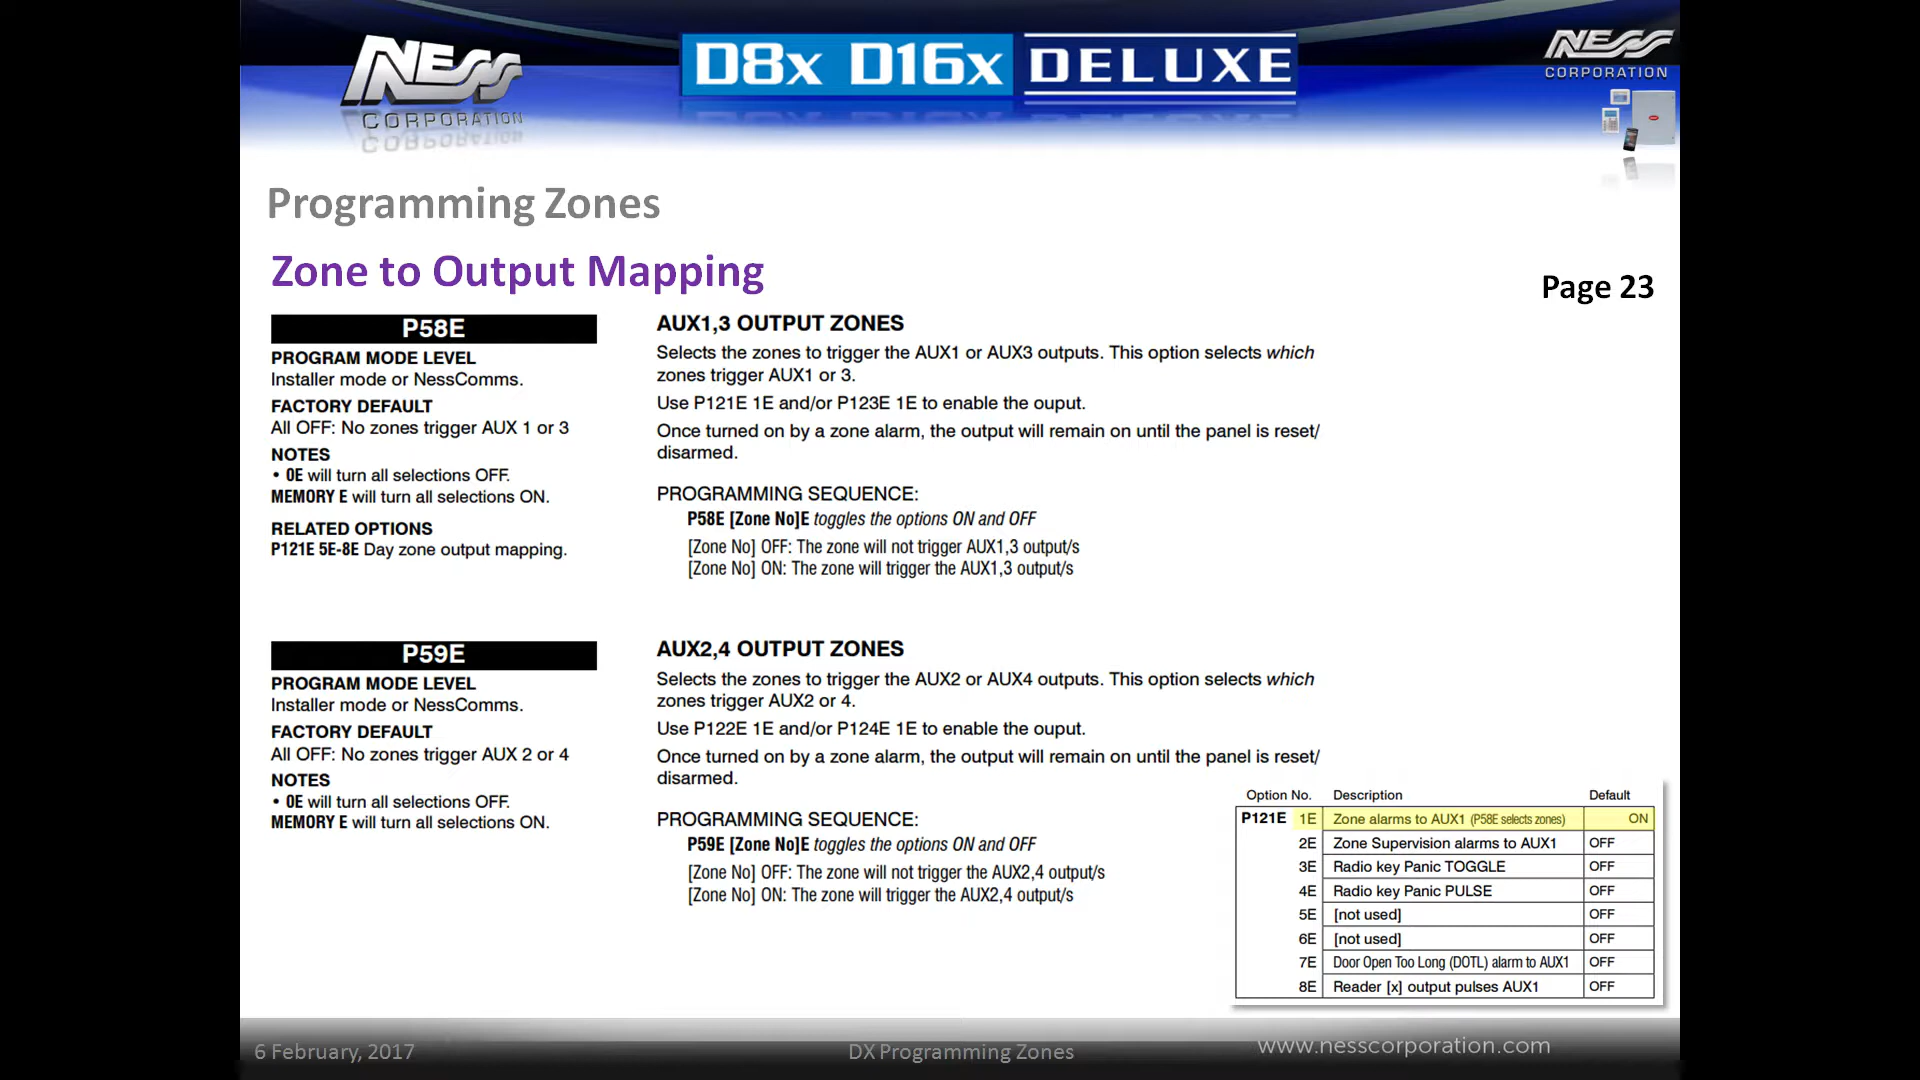 NESS
CORPORATION
D8x D16x DELUXE
NESS
CORPORATION
Programming Zones
Zone to Output Mapping
Page 23
P58E
PROGRAM MODE LEVEL
Installer mode or NessComms.
FACTORY DEFAULT
All OFF: No zones trigger AUX 1 or 3
NOTES
• 0E will turn all selections OFF.
MEMORY E will turn all selections ON.
RELATED OPTIONS
P121E 5E-8E Day zone output mapping.
AUX1,3 OUTPUT ZONES
Selects the zones to trigger the AUX1 or AUX3 outputs. This option selects which
zones trigger AUX1 or 3.
Use P121E 1E and/or P123E 1E to enable the ouput.
Once turned on by a zone alarm, the output will remain on until the panel is reset/
disarmed.
PROGRAMMING SEQUENCE:
P58E [Zone No]E toggles the options ON and OFF
[Zone No] OFF: The zone will not trigger AUX1,3 output/s
[Zone No] ON: The zone will trigger the AUX1,3 output/s
P59E
PROGRAM MODE LEVEL
Installer mode or NessComms.
FACTORY DEFAULT
All OFF: No zones trigger AUX 2 or 4
NOTES
• 0E will turn all selections OFF.
MEMORY E will turn all selections ON.
AUX2,4 OUTPUT ZONES
Selects the zones to trigger the AUX2 or AUX4 outputs. This option selects which
zones trigger AUX2 or 4.
Use P122E 1E and/or P124E 1E to enable the ouput.
Once turned on by a zone alarm, the output will remain on until the panel is reset/
disarmed.
PROGRAMMING SEQUENCE:
P59E [Zone No]E toggles the options ON and OFF
[Zone No] OFF: The zone will not trigger the AUX2,4 output/s
[Zone No] ON: The zone will trigger the AUX2,4 output/s
Option No. Description Default
P121E 1E Zone alarms to AUX1 (P58E selects zones) ON
2E Zone Supervision alarms to AUX1 OFF
3E Radio key Panic TOGGLE OFF
4E Radio key Panic PULSE OFF
5E [not used] OFF
6E [not used] OFF
7E Door Open Too Long (DOTL) alarm to AUX1 OFF
8E Reader [x] output pulses AUX1 OFF
6 February, 2017
DX Programming Zones
www.nesscorporation.com